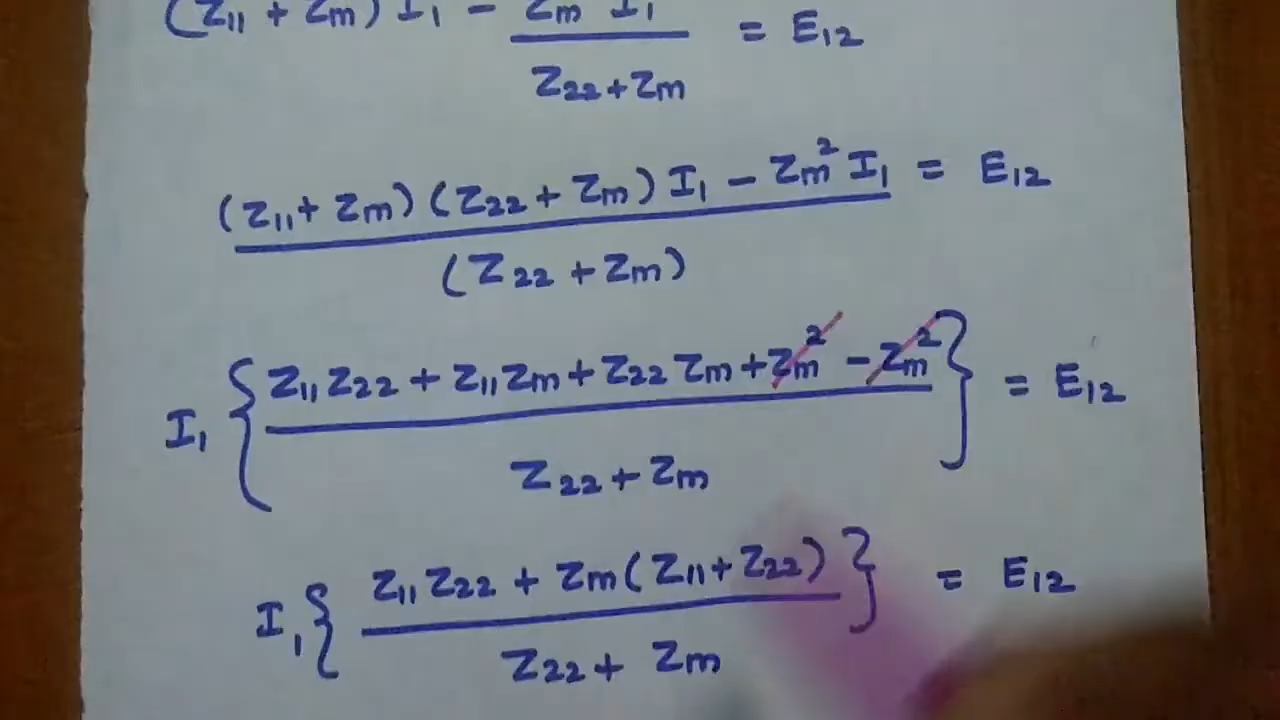 (Z11 + Zm) I1 - Zm² I1 = E12
Z22 + Zm
(Z11 + Zm) (Z22 + Zm) I1 - Zm² I1 = E12
(Z22 + Zm)
I1 { Z11 Z22 + Z11 Zm + Z22 Zm + Zm² - Zm² } = E12
Z22 + Zm
I1 { Z11 Z22 + Zm (Z11 + Z22) } = E12
Z22 + Zm